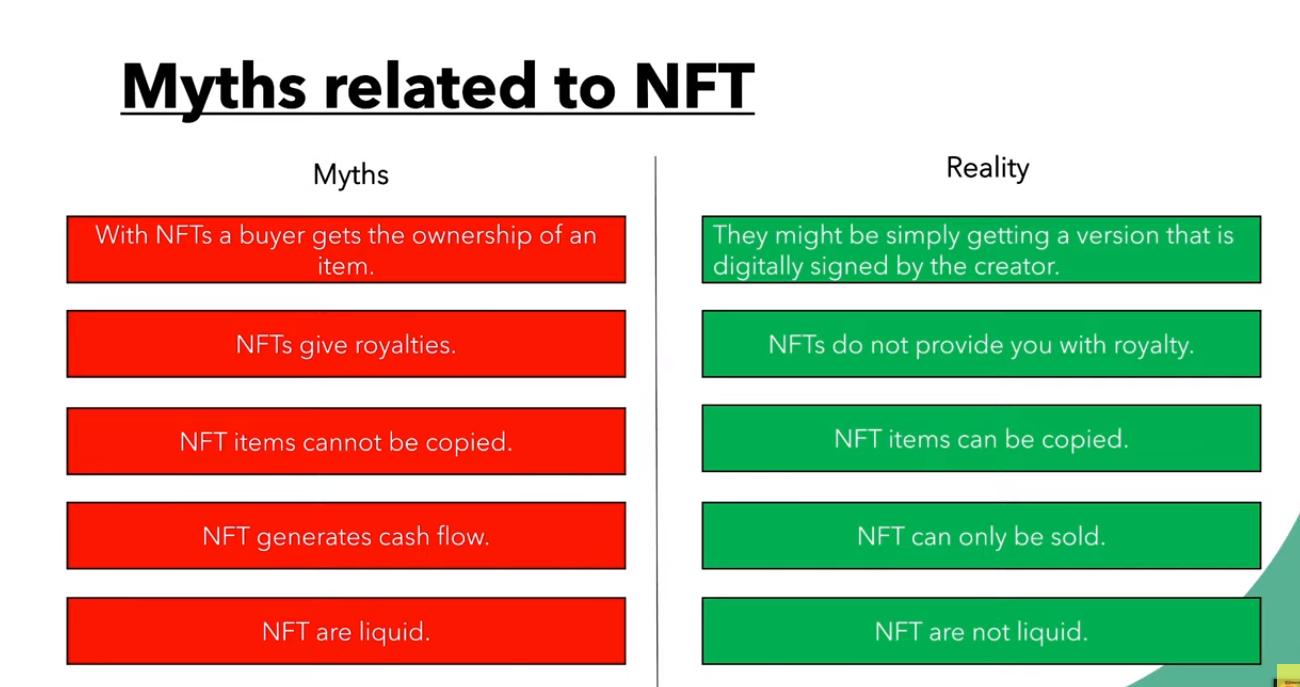 Myths related to NFT
Myths
Reality
With NFTs a buyer gets the ownership of an
item.
They might be simply getting a version that is
digitally signed by the creator.
NFTs give royalties.
NFTs do not provide you with royalty.
NFT items cannot be copied.
NFT items can be copied.
NFT generates cash flow.
NFT can only be sold.
NFT are liquid.
NFT are not liquid.